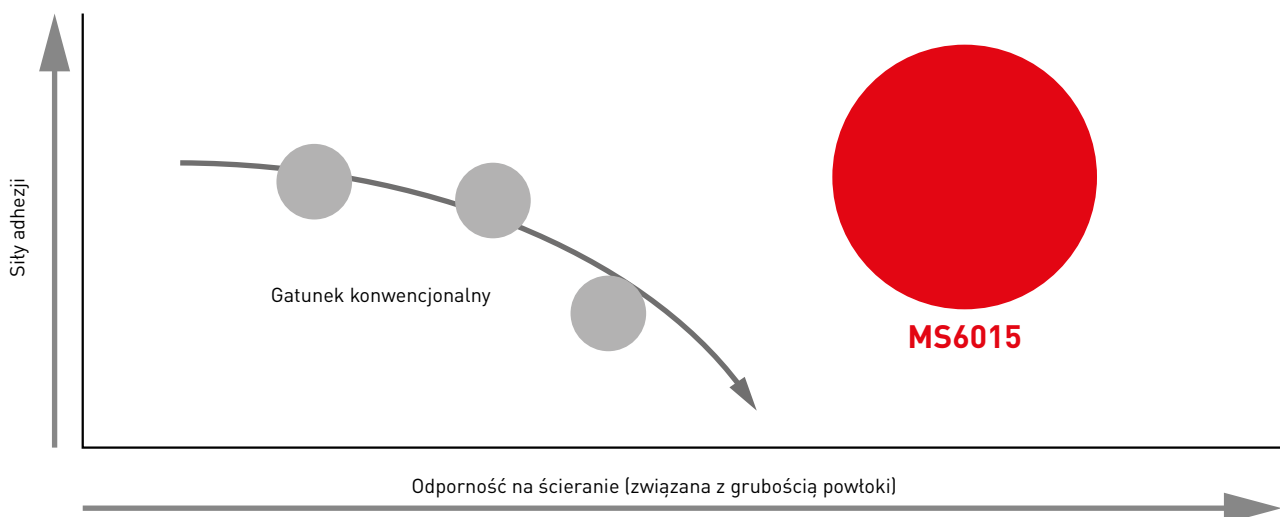 Siły adhezji
Gatunek konwencjonalny
MS6015
Odporność na ścieranie (związana z grubością powłoki)